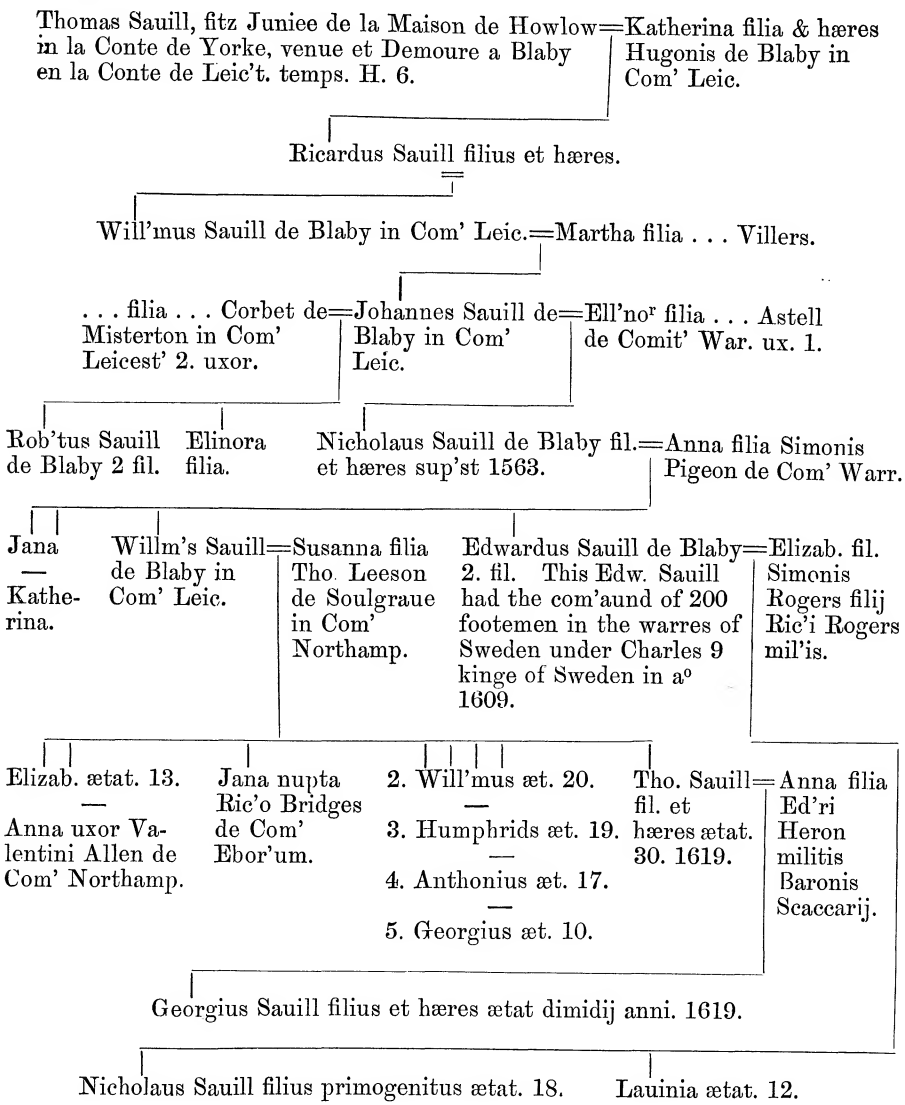 Thomas Sauill, fitz Juniee de la Maison de Howlow=Katherina filia & hæres
in la Conte de Yorke, venue et Demoure a Blaby
en la Conte de Leic't. temps. H. 6.
Hugonis de Blaby in
Com' Leic.
Ricardus Sauill filius et hæres.
=
Will'mus Sauill de Blaby in Com' Leic.=Martha filia . . . Villers.
. . . filia . . . Corbet de=Johannes Sauill de=Ell'noʳ filia . . . Astell
Misterton in Com'
Leicest' 2. uxor.
Blaby in Com'
Leic.
de Comit' War. ux. 1.
Rob'tus Sauill
de Blaby 2 fil.
Elinora
filia.
Nicholaus Sauill de Blaby fil.=Anna filia Simonis
et hæres sup'st 1563.
Pigeon de Com' Warr.
Jana
—
Kathe-
rina.
Willm's Sauill=Susanna filia
de Blaby in
Com' Leic.
Tho. Leeson
de Soulgraue
in Com'
Northamp.
Edwardus Sauill de Blaby=Elizab. fil.
2. fil. This Edw. Sauill
had the com'aund of 200
footemen in the warres of
Sweden under Charles 9
kinge of Sweden in aᵒ
1609.
Simonis
Rogers filij
Ric'i Rogers
mil'is.
Elizab. ætat. 13.
—
Anna uxor Va-
lentini Allen de
Com' Northamp.
Jana nupta
Ric'o Bridges
de Com'
Ebor'um.
2. Will'mus æt. 20.
—
3. Humphrids æt. 19.
—
4. Anthonius æt. 17.
—
5. Georgius æt. 10.
Tho. Sauill=Anna filia
fil. et
hæres ætat.
30. 1619.
Ed'ri
Heron
militis
Baronis
Scaccarij.
Georgius Sauill filius et hæres ætat dimidij anni. 1619.
Nicholaus Sauill filius primogenitus ætat. 18.
Lauinia ætat. 12.